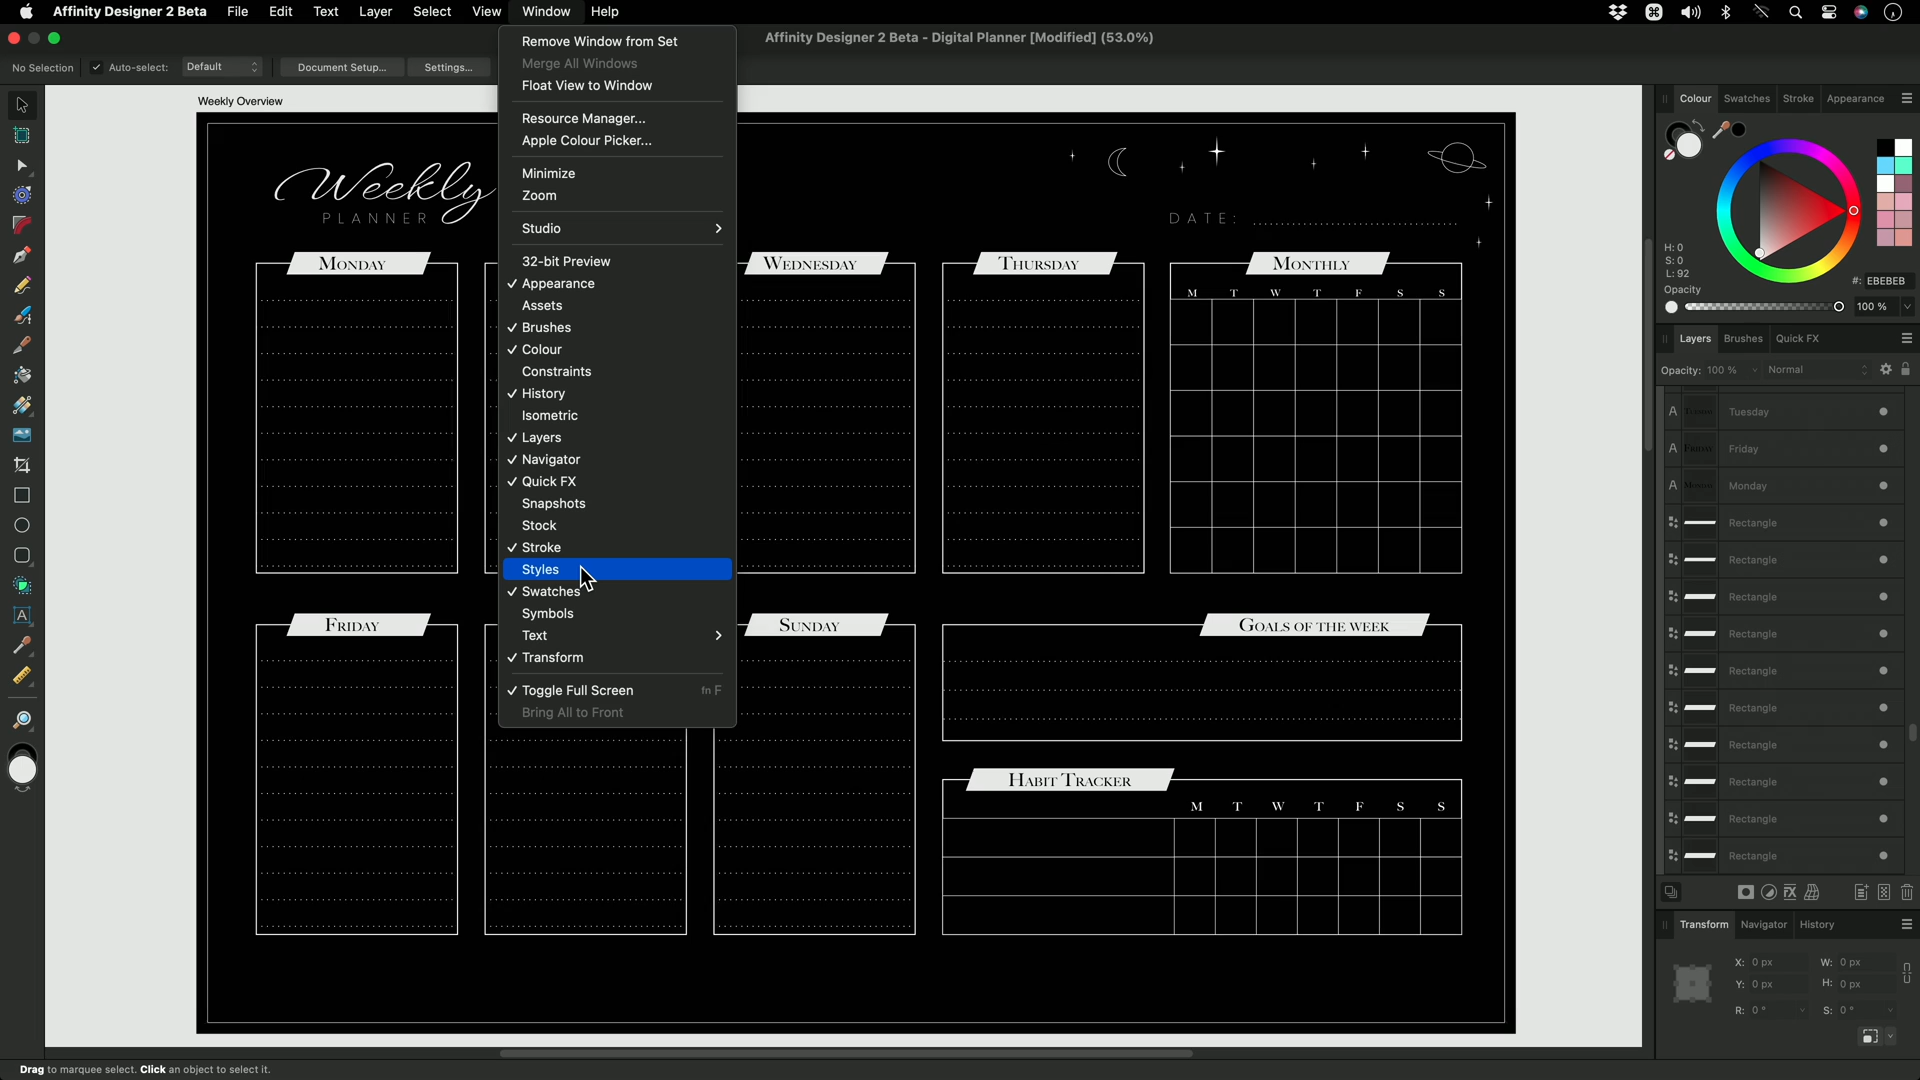 Affinity Designer 2 Beta File Edit Text Layer Select View Window Help
Affinity Designer 2 Beta - Digital Planner [Modified] (53.0%)
No Selection Auto-select: Default Document Setup... Settings...
Remove Window from Set
Merge All Windows
Float View to Window
Resource Manager...
Apple Colour Picker...
Minimize
Zoom
Studio
32-bit Preview
Appearance
Assets
Brushes
Colour
Constraints
History
Isometric
Layers
Navigator
Quick FX
Snapshots
Stock
Stroke
Styles
Swatches
Symbols
Text
Transform
Toggle Full Screen fn F
Bring All to Front
Weekly Overview
Weekly
PLANNER
DATE:
MONDAY
WEDNESDAY
THURSDAY
MONTHLY
M T W T F S S
FRIDAY
SUNDAY
GOALS OF THE WEEK
HABIT TRACKER
M T W T F S S
Colour Swatches Stroke Appearance
H: 0
S: 0
L: 92
#: EBEBEB
Opacity
100 %
Layers Brushes Quick FX
Opacity: 100 % Normal
Tuesday
Friday
Monday
Rectangle
Rectangle
Rectangle
Rectangle
Rectangle
Rectangle
Rectangle
Rectangle
Rectangle
Rectangle
Transform Navigator History
X: 0 px W: 0 px
Y: 0 px H: 0 px
R: 0 ° S: 0 °
Drag to marquee select. Click an object to select it.